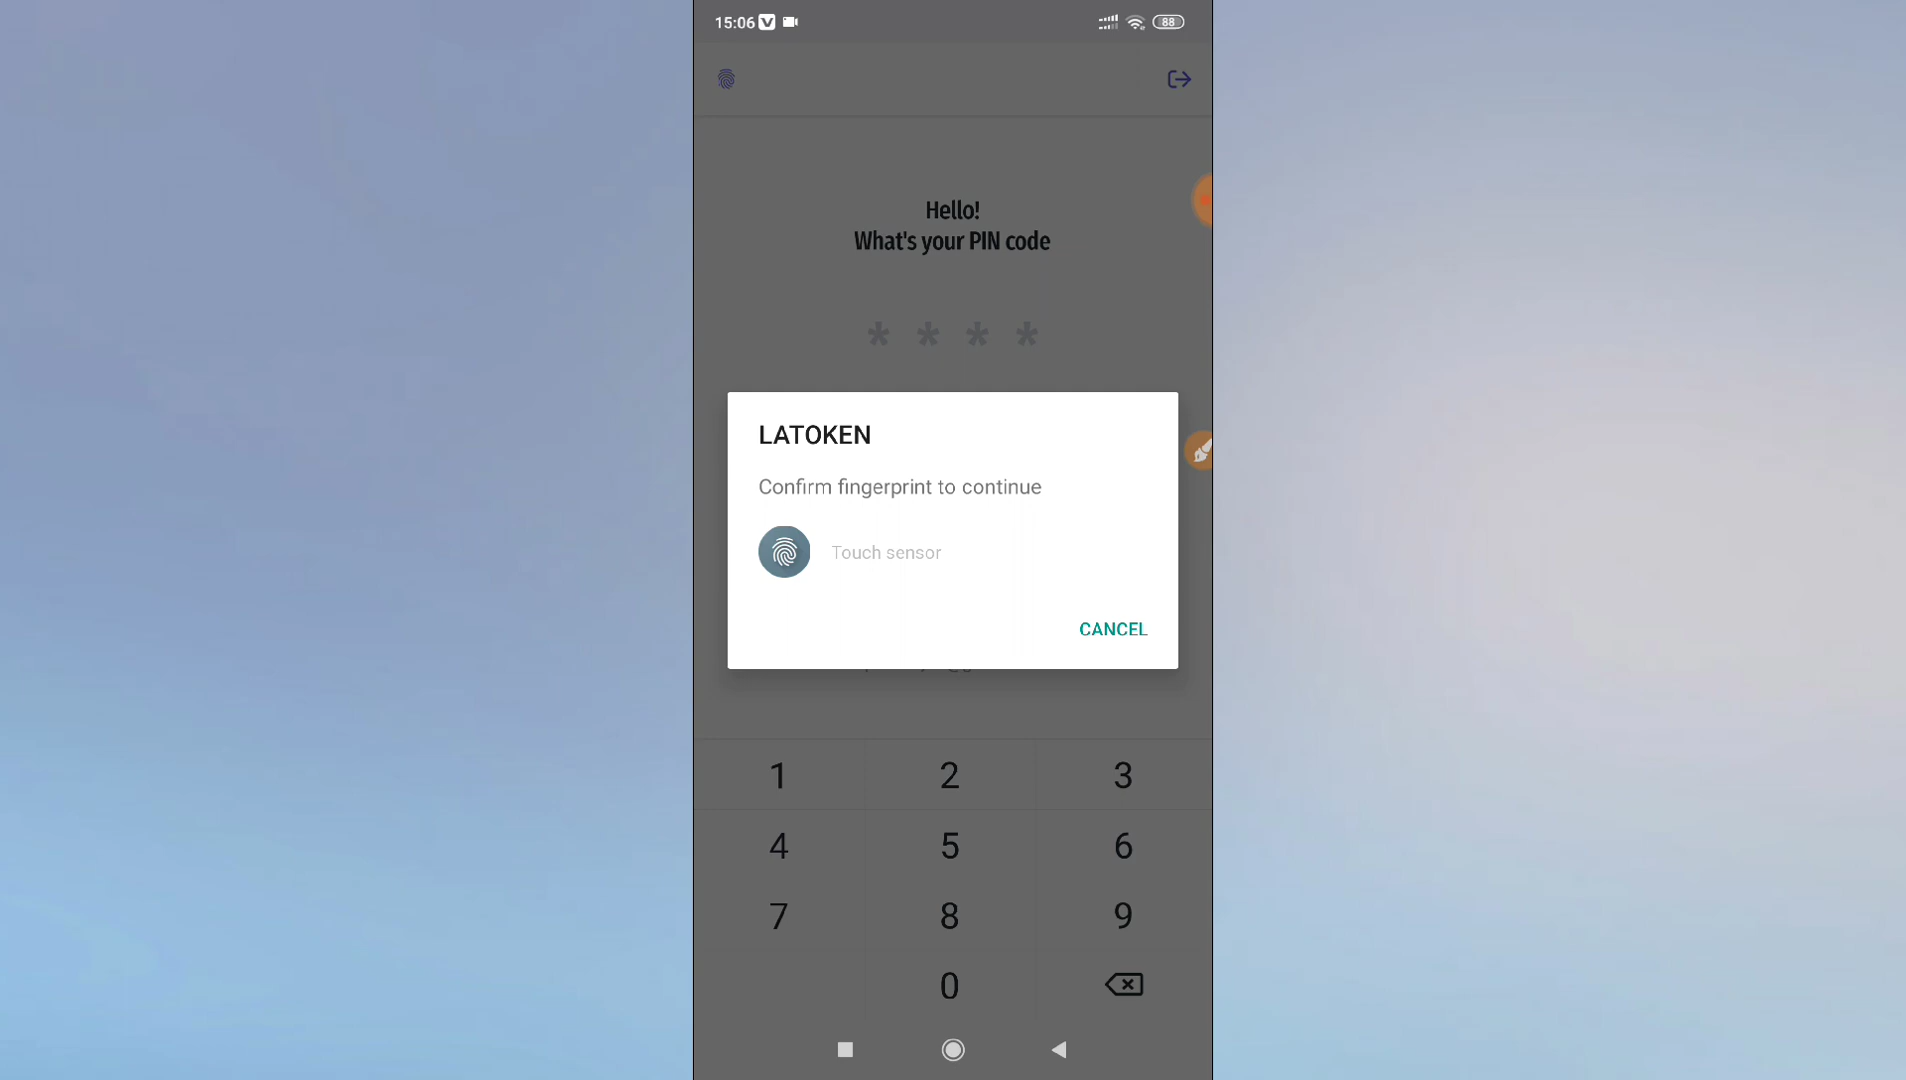 15:06
88
Hello!
What's your PIN code
* * * *
LATOKEN
Confirm fingerprint to continue
Touch sensor
CANCEL
1 2 3
4 5 6
7 8 9
0